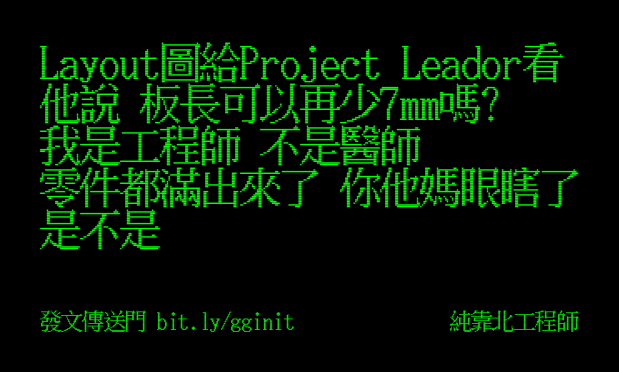 Layout圖給Project Leador看
他說 板長可以再少7mm嗎?
我是工程師 不是醫師
零件都滿出來了 你他媽眼瞎了
是不是
發文傳送門 bit.ly/gginit
純靠北工程師